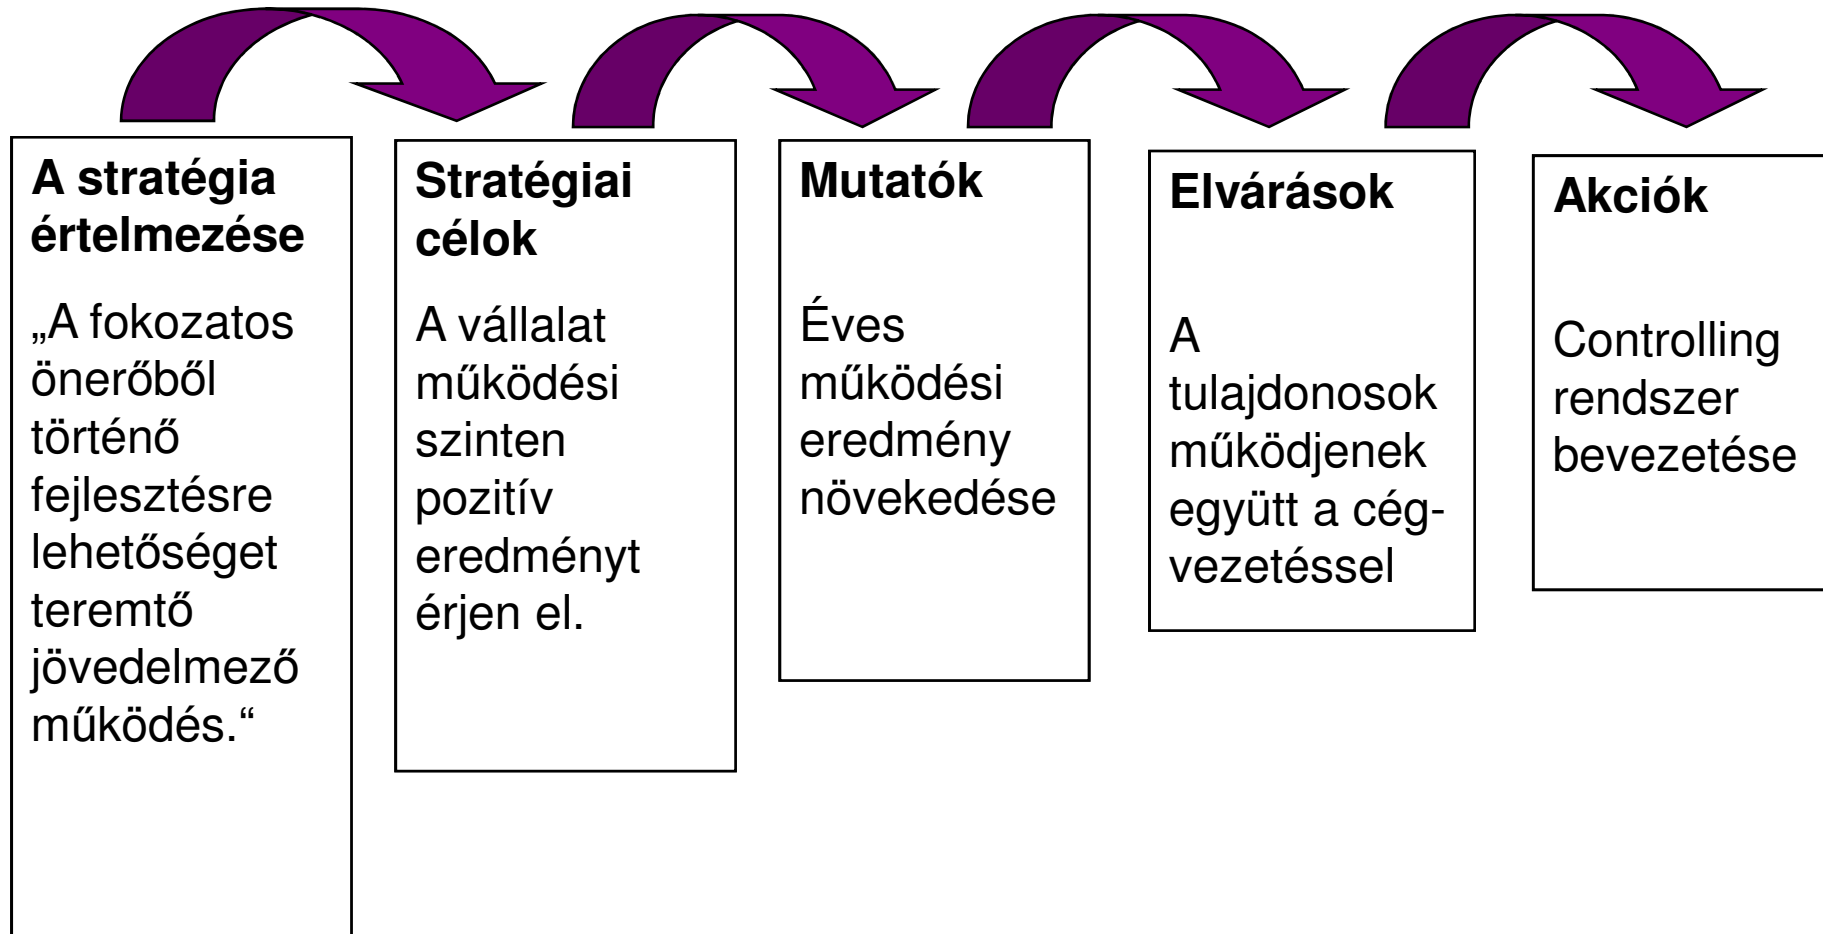 A stratégia
értelmezése
„A fokozatos
önerőből
történő
fejlesztésre
lehetőséget
teremtő
jövedelmező
működés.“
Stratégiai
célok
A vállalat
működési
szinten
pozitív
eredményt
érjen el.
Mutatók
Éves
működési
eredmény
növekedése
Elvárások
A
tulajdonosok
működjenek
együtt a cég-
vezetéssel
Akciók
Controlling
rendszer
bevezetése